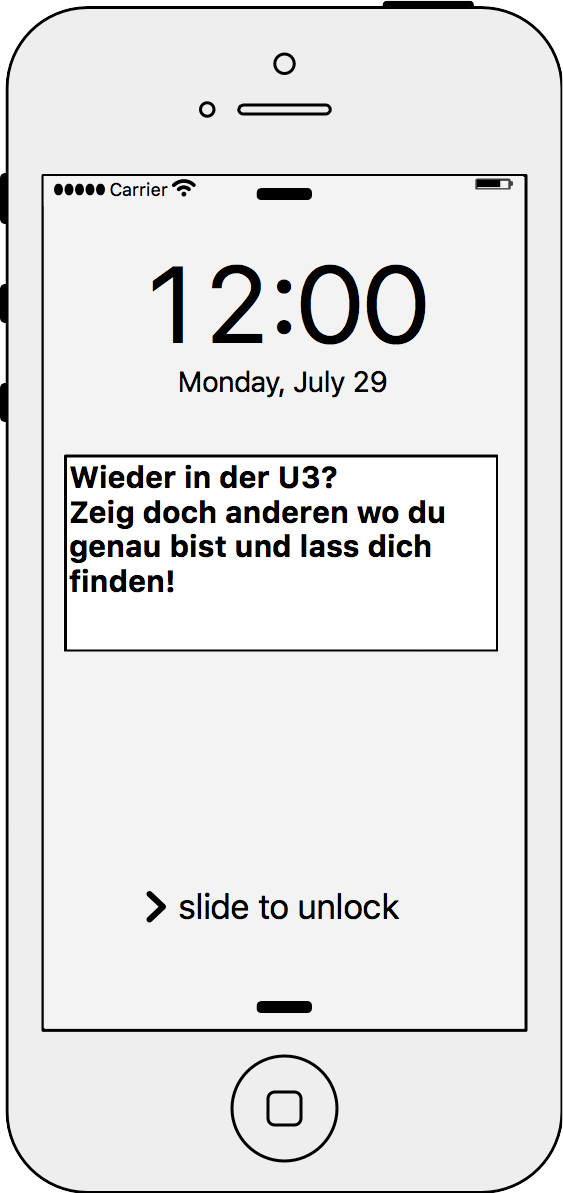 Carrier
12:00
Monday, July 29
Wieder in der U3?
Zeig doch anderen wo du
genau bist und lass dich
finden!
slide to unlock